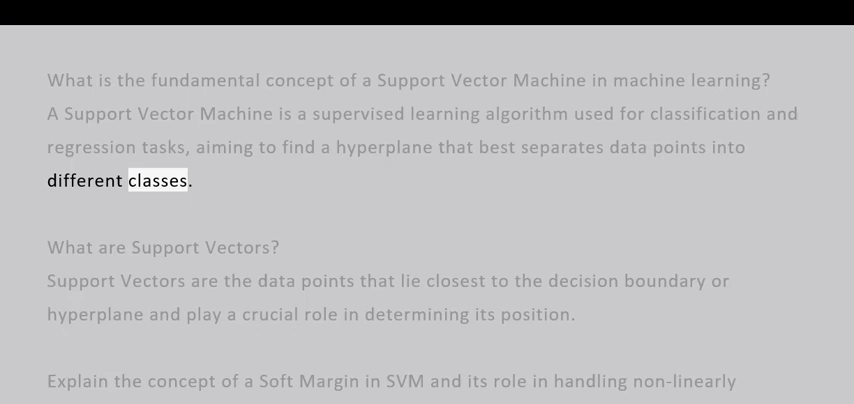 What is the fundamental concept of a Support Vector Machine in machine learning?
A Support Vector Machine is a supervised learning algorithm used for classification and
regression tasks, aiming to find a hyperplane that best separates data points into
different classes.
What are Support Vectors?
Support Vectors are the data points that lie closest to the decision boundary or
hyperplane and play a crucial role in determining its position.
Explain the concept of a Soft Margin in SVM and its role in handling non-linearly